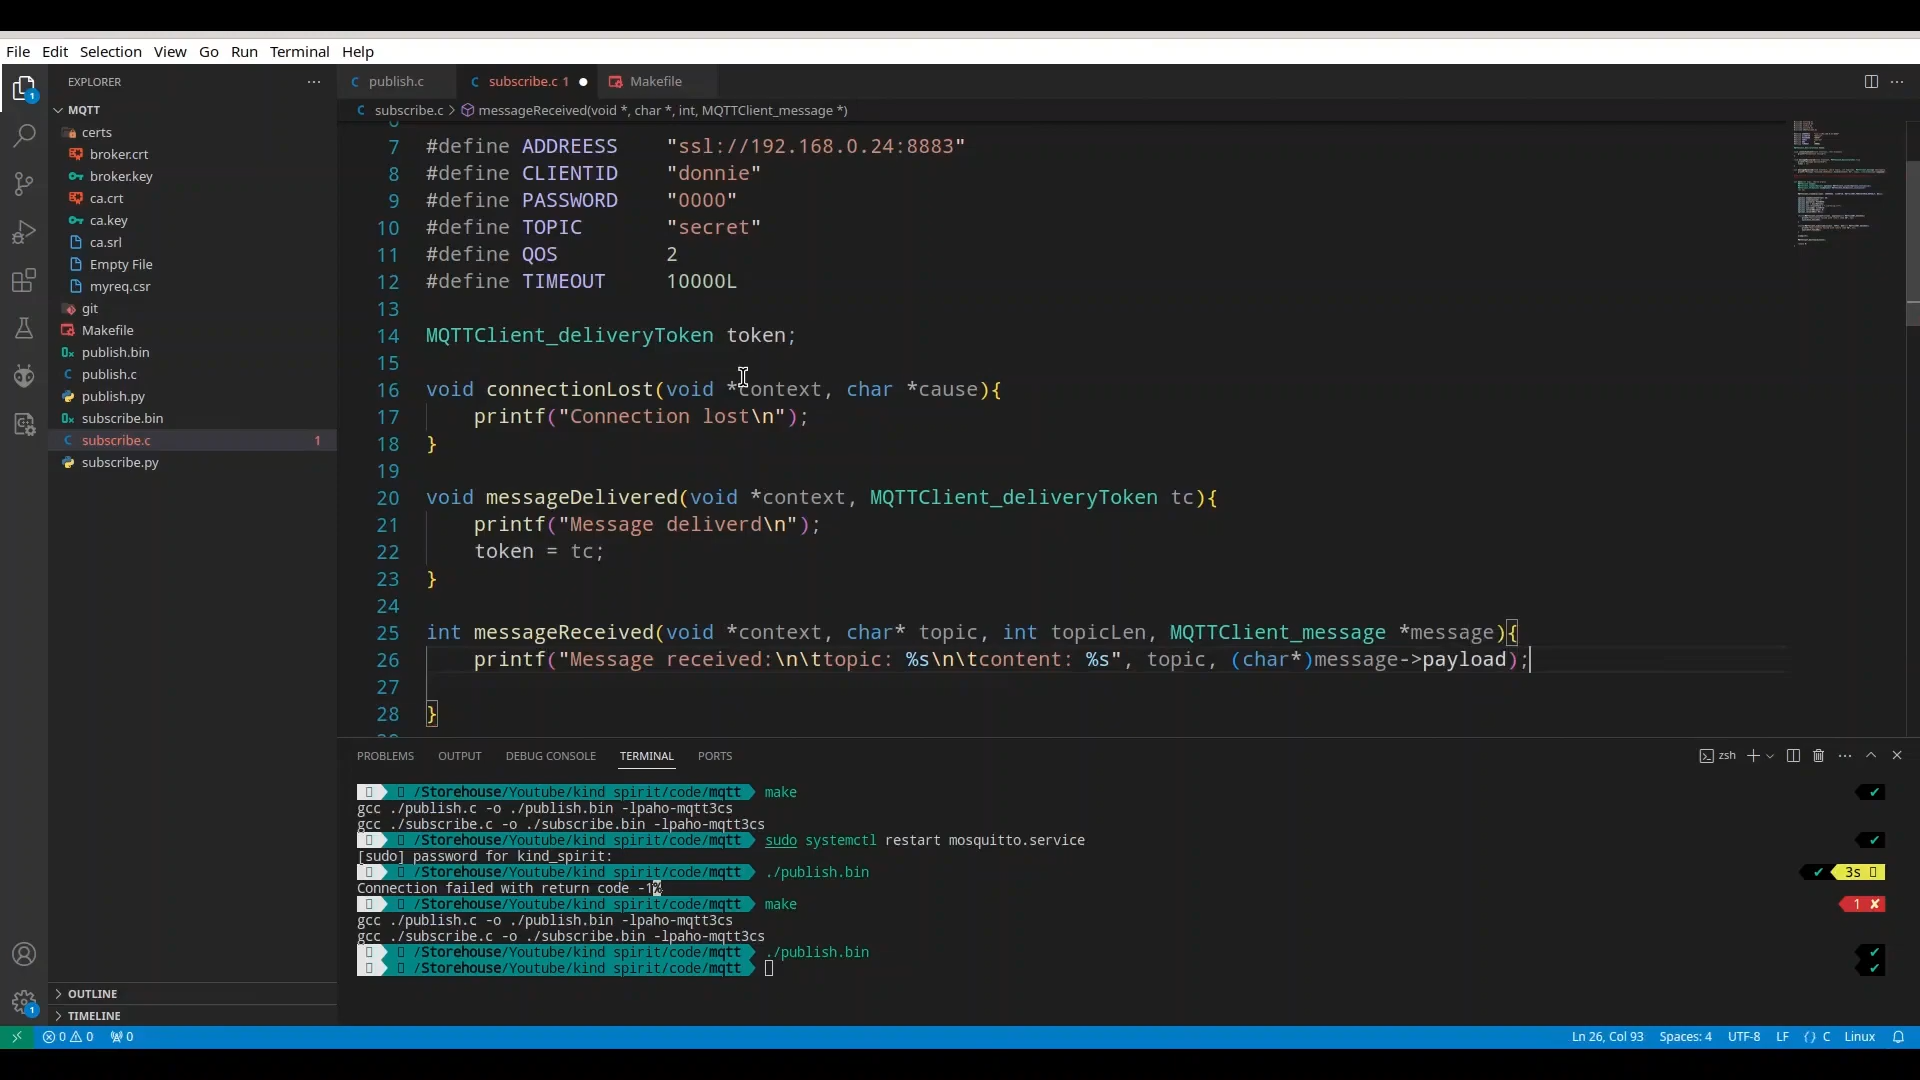 File Edit Selection View Go Run Terminal Help
EXPLORER
MQTT
certs
broker.crt
broker.key
ca.crt
ca.key
ca.srl
Empty File
myreq.csr
git
Makefile
publish.bin
publish.c
publish.py
subscribe.bin
subscribe.c 1
subscribe.py
OUTLINE
TIMELINE
publish.c subscribe.c 1 Makefile
subscribe.c > messageReceived(void *, char *, int, MQTTClient_message *)
7 #define ADDREESS "ssl://192.168.0.24:8883"
8 #define CLIENTID "donnie"
9 #define PASSWORD "0000"
10 #define TOPIC "secret"
11 #define QOS 2
12 #define TIMEOUT 10000L
13
14 MQTTClient_deliveryToken token;
15
16 void connectionLost(void *context, char *cause){
17 printf("Connection lost\n");
18 }
19
20 void messageDelivered(void *context, MQTTClient_deliveryToken tc){
21 printf("Message deliverd\n");
22 token = tc;
23 }
24
25 int messageReceived(void *context, char* topic, int topicLen, MQTTClient_message *message){
26 printf("Message received:\n\ttopic: %s\n\tcontent: %s", topic, (char*)message->payload);
27
28 }
PROBLEMS OUTPUT DEBUG CONSOLE TERMINAL PORTS zsh
/Storehouse/Youtube/kind spirit/code/mqtt make
gcc ./publish.c -o ./publish.bin -lpaho-mqtt3cs
gcc ./subscribe.c -o ./subscribe.bin -lpaho-mqtt3cs
/Storehouse/Youtube/kind spirit/code/mqtt sudo systemctl restart mosquitto.service
[sudo] password for kind_spirit:
/Storehouse/Youtube/kind spirit/code/mqtt ./publish.bin 3s
Connection failed with return code -1%
/Storehouse/Youtube/kind spirit/code/mqtt make 1 ✘
gcc ./publish.c -o ./publish.bin -lpaho-mqtt3cs
gcc ./subscribe.c -o ./subscribe.bin -lpaho-mqtt3cs
/Storehouse/Youtube/kind spirit/code/mqtt ./publish.bin
/Storehouse/Youtube/kind spirit/code/mqtt
0 0 0 Ln 26, Col 93 Spaces: 4 UTF-8 LF {} C Linux